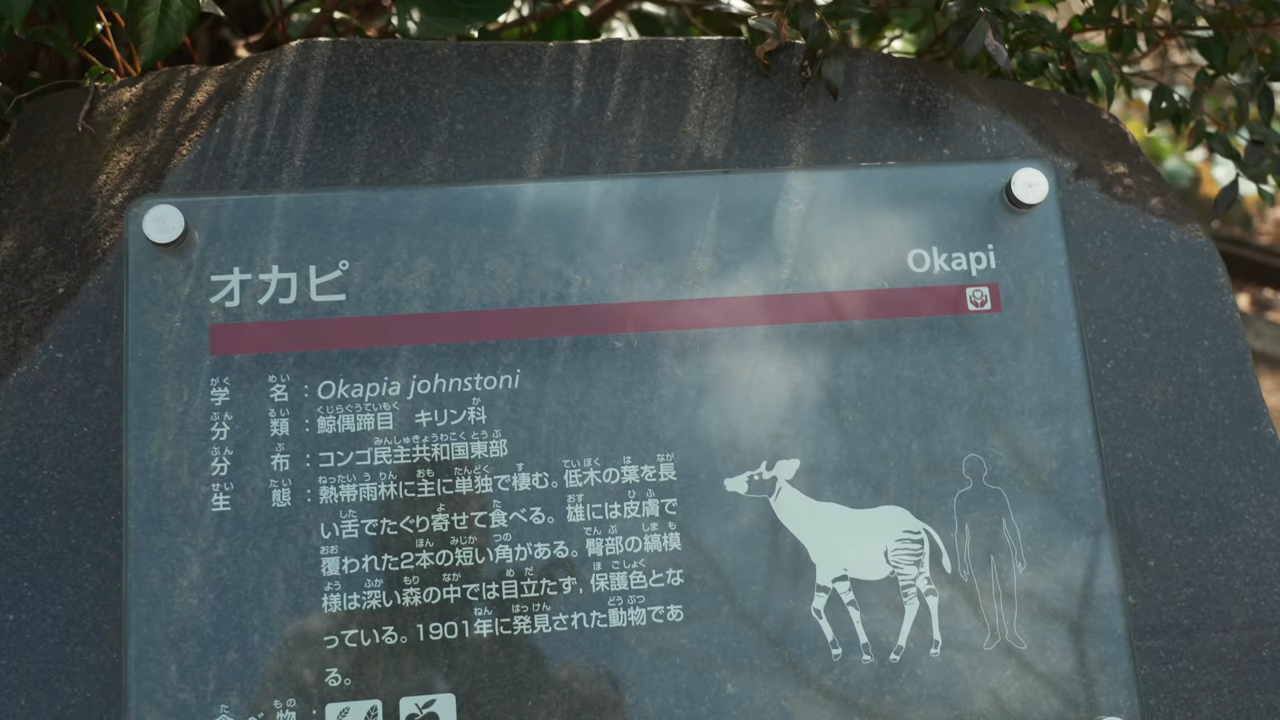 オカピ
Okapi
学名：Okapia johnstoni
分類：鯨偶蹄目 キリン科
分布：コンゴ民主共和国東部
生態：熱帯雨林に主に単独で棲む。低木の葉を長
い舌でたぐり寄せて食べる。雄には皮膚で
覆われた2本の短い角がある。臀部の縞模
様は深い森の中では目立たず，保護色とな
っている。1901年に発見された動物であ
る。
食べ物：